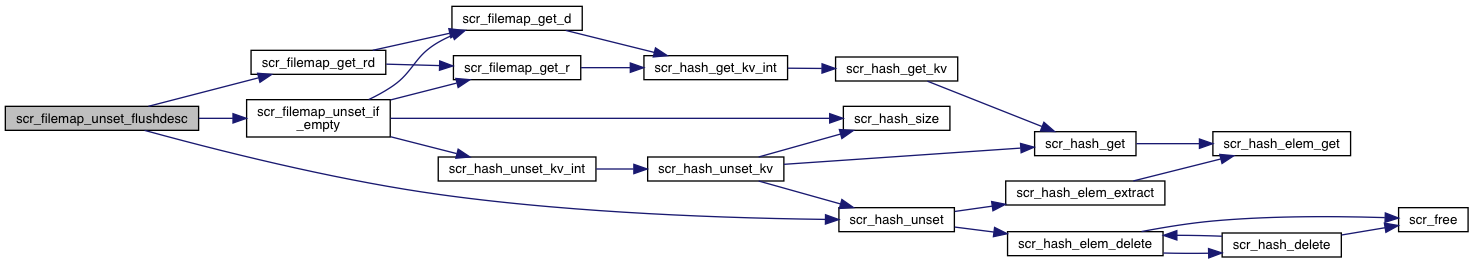 scr_filemap_unset_flushdesc
scr_filemap_get_rd
scr_filemap_unset_if
_empty
scr_filemap_get_d
scr_filemap_get_r
scr_hash_unset_kv_int
scr_hash_get_kv_int
scr_hash_unset_kv
scr_hash_get_kv
scr_hash_size
scr_hash_unset
scr_hash_get
scr_hash_elem_extract
scr_hash_elem_delete
scr_hash_elem_get
scr_hash_delete
scr_free